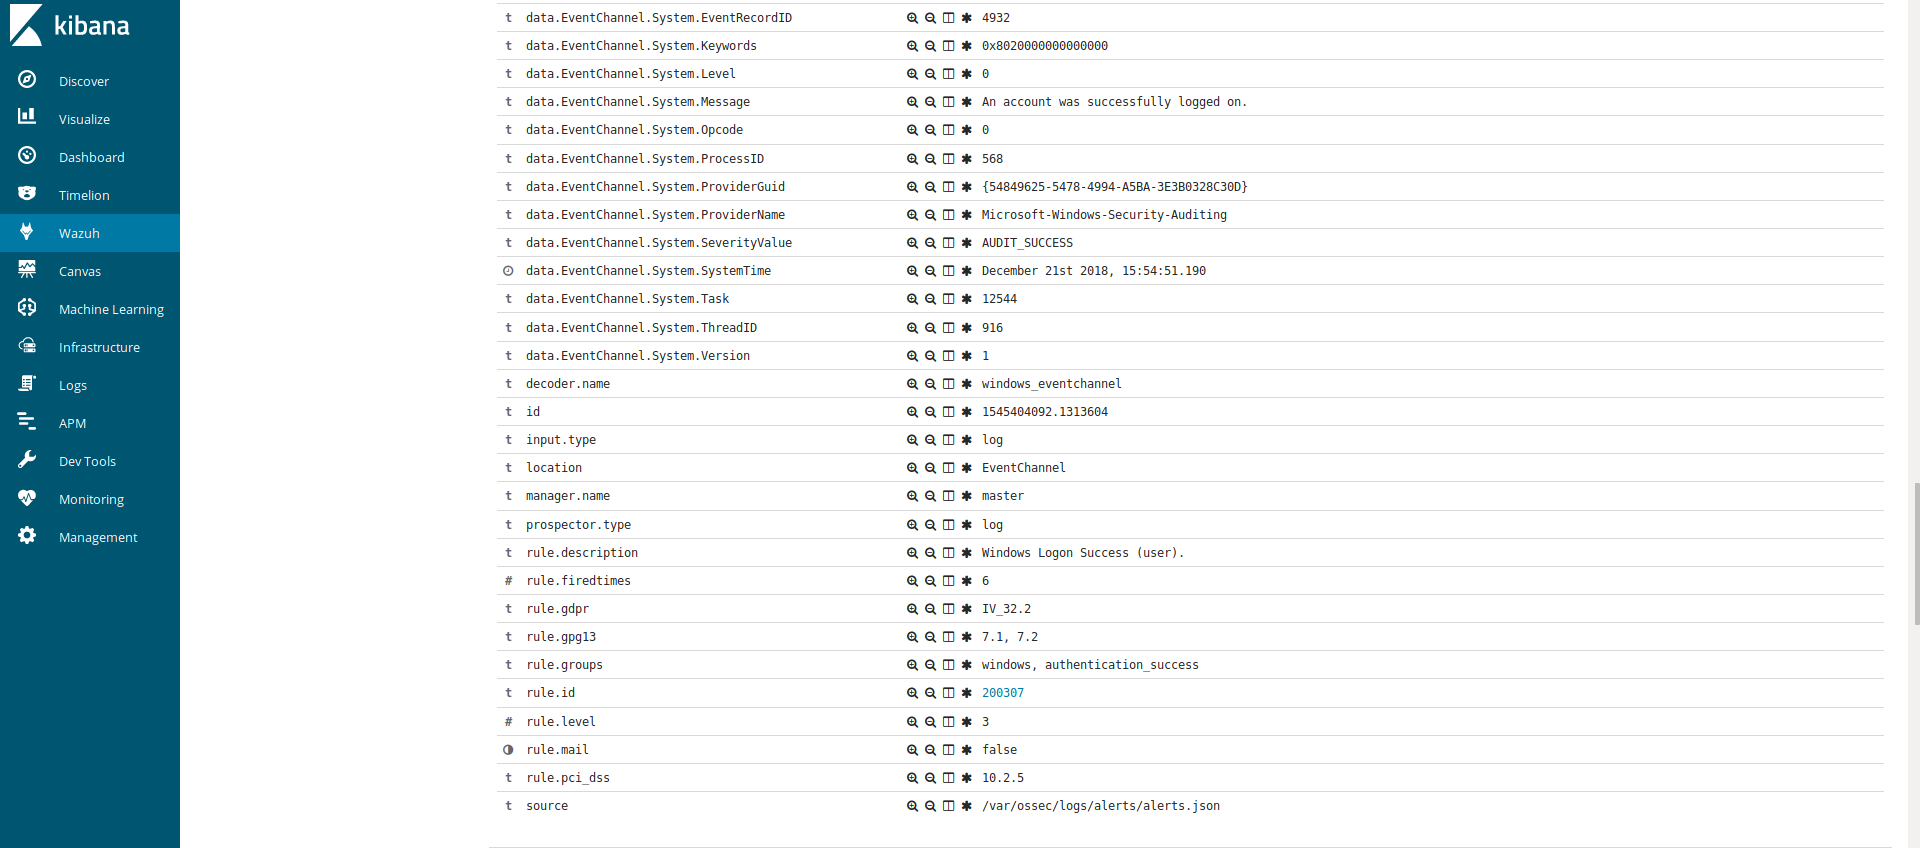 kibana
Discover
Visualize
Dashboard
Timelion
Wazuh
Canvas
Machine Learning
Infrastructure
Logs
APM
Dev Tools
Monitoring
Management
t data.EventChannel.System.EventRecordID 4932
t data.EventChannel.System.Keywords 0x8020000000000000
t data.EventChannel.System.Level 0
t data.EventChannel.System.Message An account was successfully logged on.
t data.EventChannel.System.Opcode 0
t data.EventChannel.System.ProcessID 568
t data.EventChannel.System.ProviderGuid {54849625-5478-4994-A5BA-3E3B0328C30D}
t data.EventChannel.System.ProviderName Microsoft-Windows-Security-Auditing
t data.EventChannel.System.SeverityValue AUDIT_SUCCESS
data.EventChannel.System.SystemTime December 21st 2018, 15:54:51.190
t data.EventChannel.System.Task 12544
t data.EventChannel.System.ThreadID 916
t data.EventChannel.System.Version 1
t decoder.name windows_eventchannel
t id 1545404092.1313604
t input.type log
t location EventChannel
t manager.name master
t prospector.type log
t rule.description Windows Logon Success (user).
# rule.firedtimes 6
t rule.gdpr IV_32.2
t rule.gpg13 7.1, 7.2
t rule.groups windows, authentication_success
t rule.id 200307
# rule.level 3
rule.mail false
t rule.pci_dss 10.2.5
t source /var/ossec/logs/alerts/alerts.json